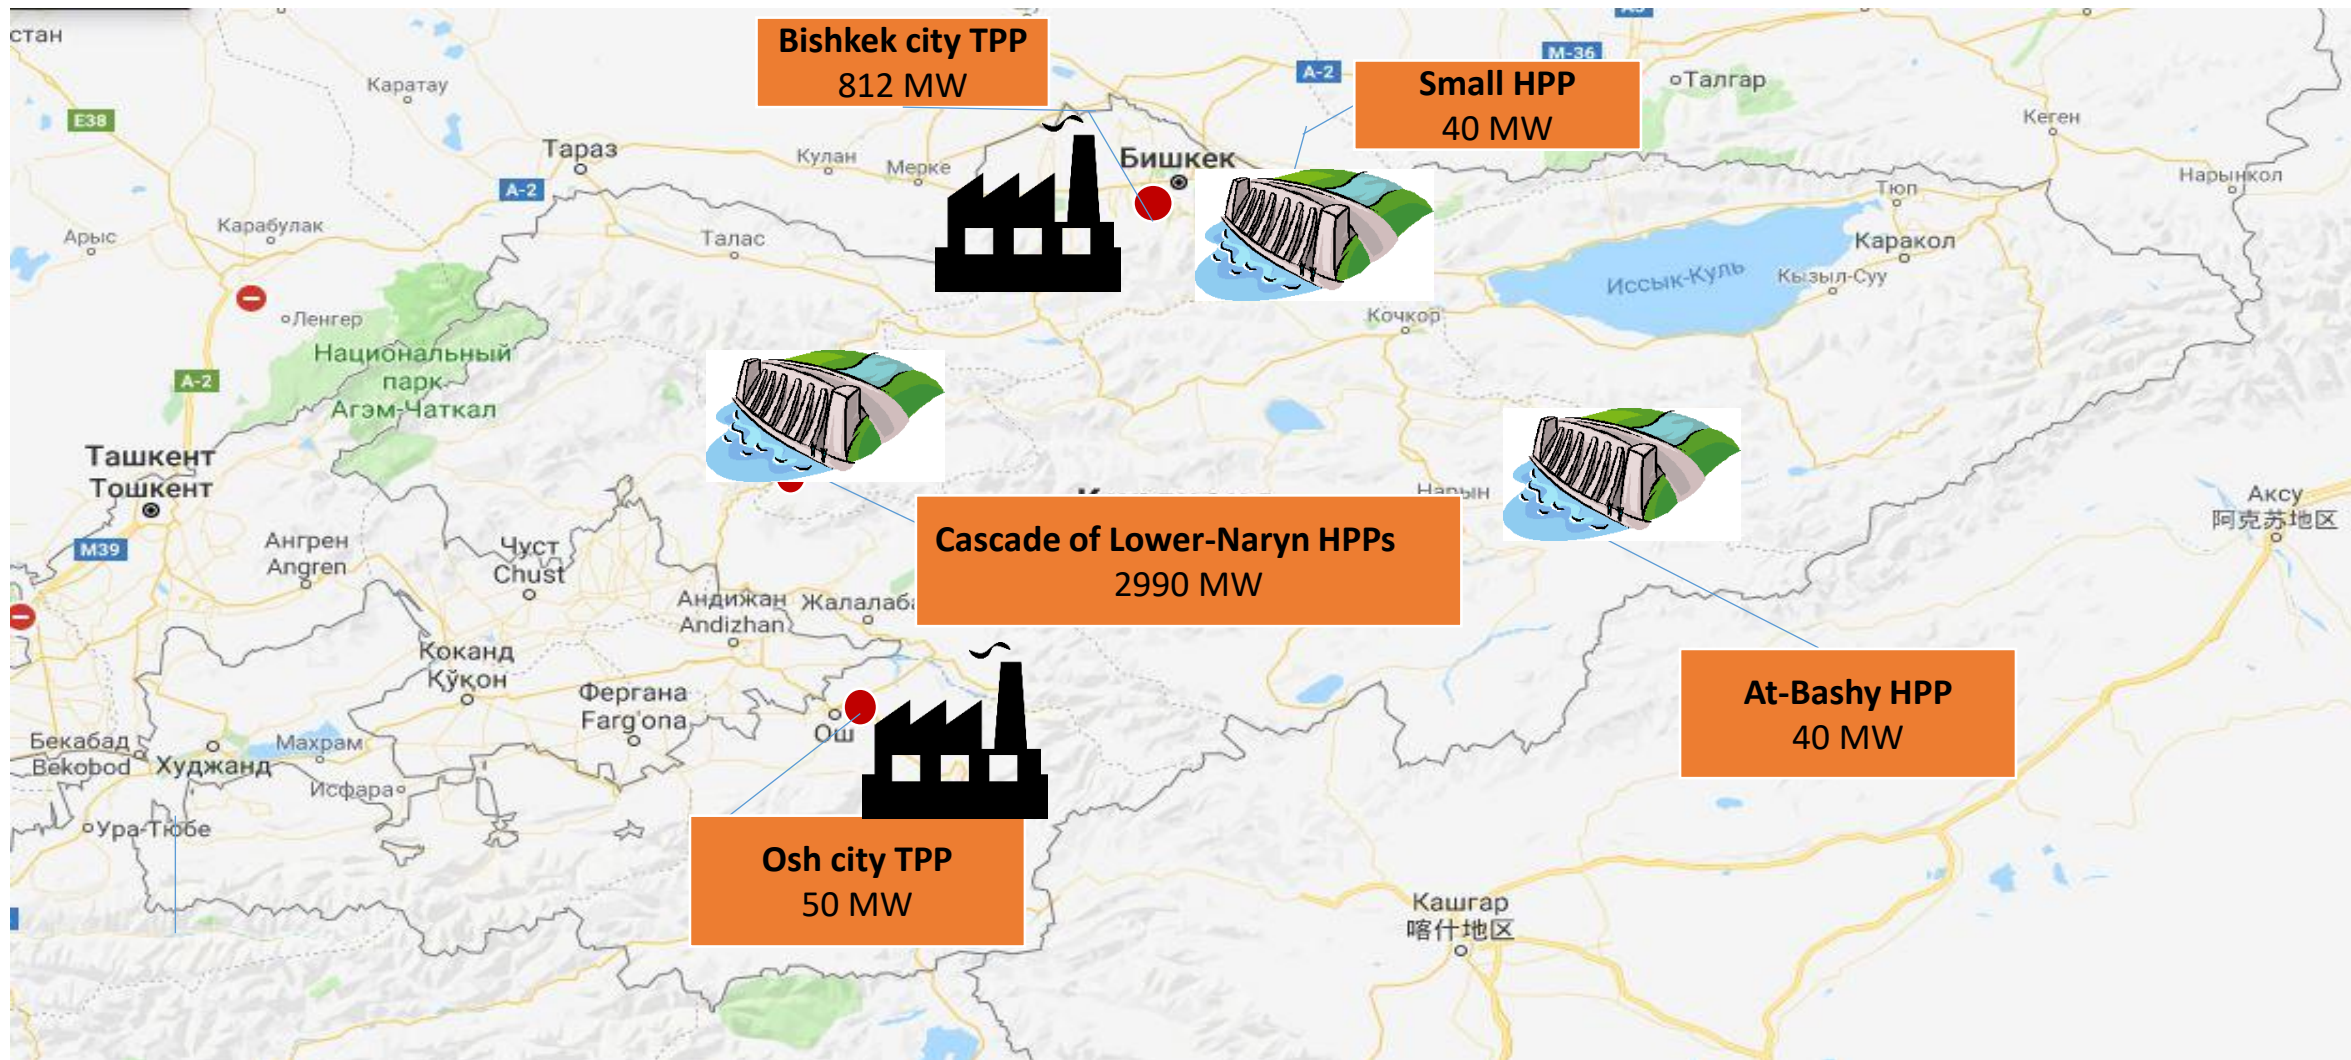 стан
Bishkek city TPP
812 MW
M-36
A-2
Small HPP
40 MW
Талгар
Каратау
E38
Кеген
Тараз
Кулан
Мерке
Бишкек
A-2
Нарынкол
Тюп
Арыс
Карабулак
Талас
Каракол
Иссык-Куль
Кызыл-Суу
Ленгер
Кочкор
Национальный
парк
Агэм-Чаткал
A-2
Ташкент
Тошкент
Нарын
Аксу
阿克苏地区
M39
Ангрен
Angren
Чуст
Chust
Cascade of Lower-Naryn HPPs
2990 MW
Андижан
Andizhan
Жалалаба
Коканд
Қўқон
Фергана
Farg'ona
Ош
At-Bashy HPP
40 MW
Бекабад
Bekobod
Худжанд
Махрам
Исфара
Ура-Тюбе
Osh city TPP
50 MW
Кашгар
喀什地区